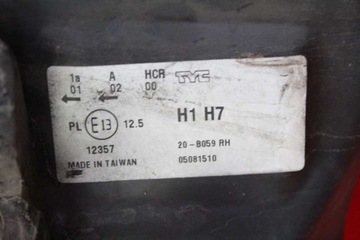 1a A HCR TYC
01 02 00
PL E13 12.5 H1 H7
12357 20-B059 RH
MADE IN TAIWAN 05081510